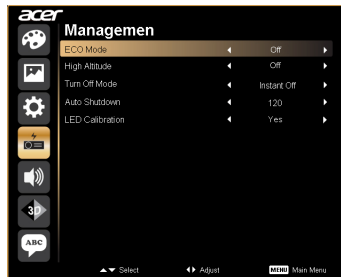 acer
Managemen
ECO Mode Off
High Altitude Off
Turn Off Mode Instant Off
Auto Shutdown 120
LED Calibration Yes
3D
ABC
Select Adjust MENU Main Menu